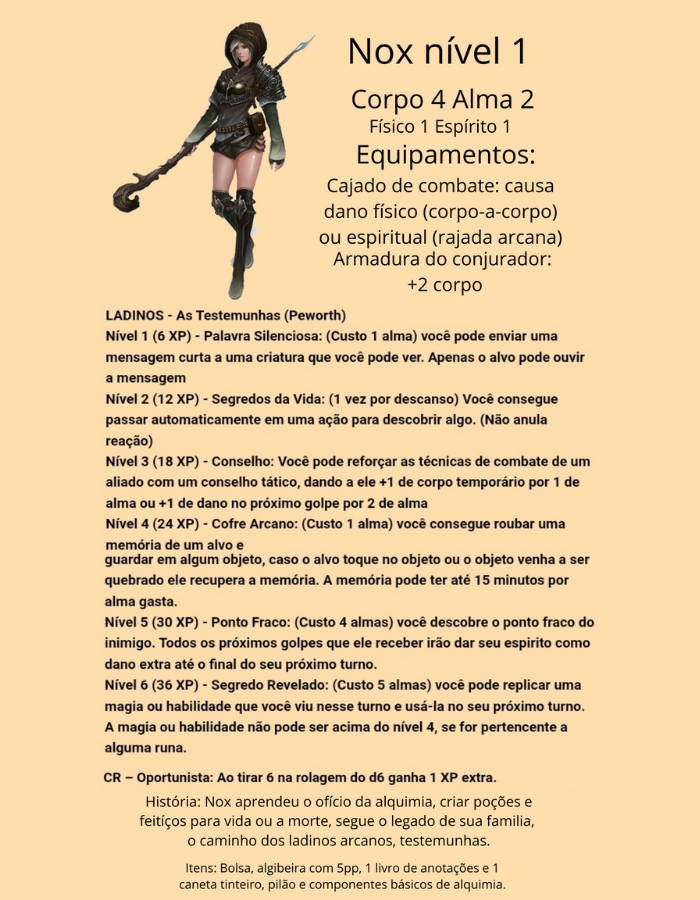 Nox nível 1
Corpo 4 Alma 2
Físico 1 Espírito 1
Equipamentos:
Cajado de combate: causa
dano físico (corpo-a-corpo)
ou espiritual (rajada arcana)
Armadura do conjurador:
+2 corpo
LADINOS - As Testemunhas (Peworth)
Nível 1 (6 XP) - Palavra Silenciosa: (Custo 1 alma) você pode enviar uma
mensagem curta a uma criatura que você pode ver. Apenas o alvo pode ouvir
a mensagem
Nível 2 (12 XP) - Segredos da Vida: (1 vez por descanso) Você consegue
passar automaticamente em uma ação para descobrir algo. (Não anula
reação)
Nível 3 (18 XP) - Conselho: Você pode reforçar as técnicas de combate de um
aliado com um conselho tático, dando a ele +1 de corpo temporário por 1 de
alma ou +1 de dano no próximo golpe por 2 de alma
Nível 4 (24 XP) - Cofre Arcano: (Custo 1 alma) você consegue roubar uma
memória de um alvo e
guardar em algum objeto, caso o alvo toque no objeto ou o objeto venha a ser
quebrado ele recupera a memória. A memória pode ter até 15 minutos por
alma gasta.
Nível 5 (30 XP) - Ponto Fraco: (Custo 4 almas) você descobre o ponto fraco do
inimigo. Todos os próximos golpes que ele receber irão dar seu espirito como
dano extra até o final do seu próximo turno.
Nível 6 (36 XP) - Segredo Revelado: (Custo 5 almas) você pode replicar uma
magia ou habilidade que você viu nesse turno e usá-la no seu próximo turno.
A magia ou habilidade não pode ser acima do nível 4, se for pertencente a
alguma runa.
CR – Oportunista: Ao tirar 6 na rolagem do d6 ganha 1 XP extra.
História: Nox aprendeu o ofício da alquimia, criar poções e
feitíços para vida ou a morte, segue o legado de sua familia,
o caminho dos ladinos arcanos, testemunhas.
Itens: Bolsa, algibeira com 5pp, 1 livro de anotações e 1
caneta tinteiro, pilão e componentes básicos de alquimia.